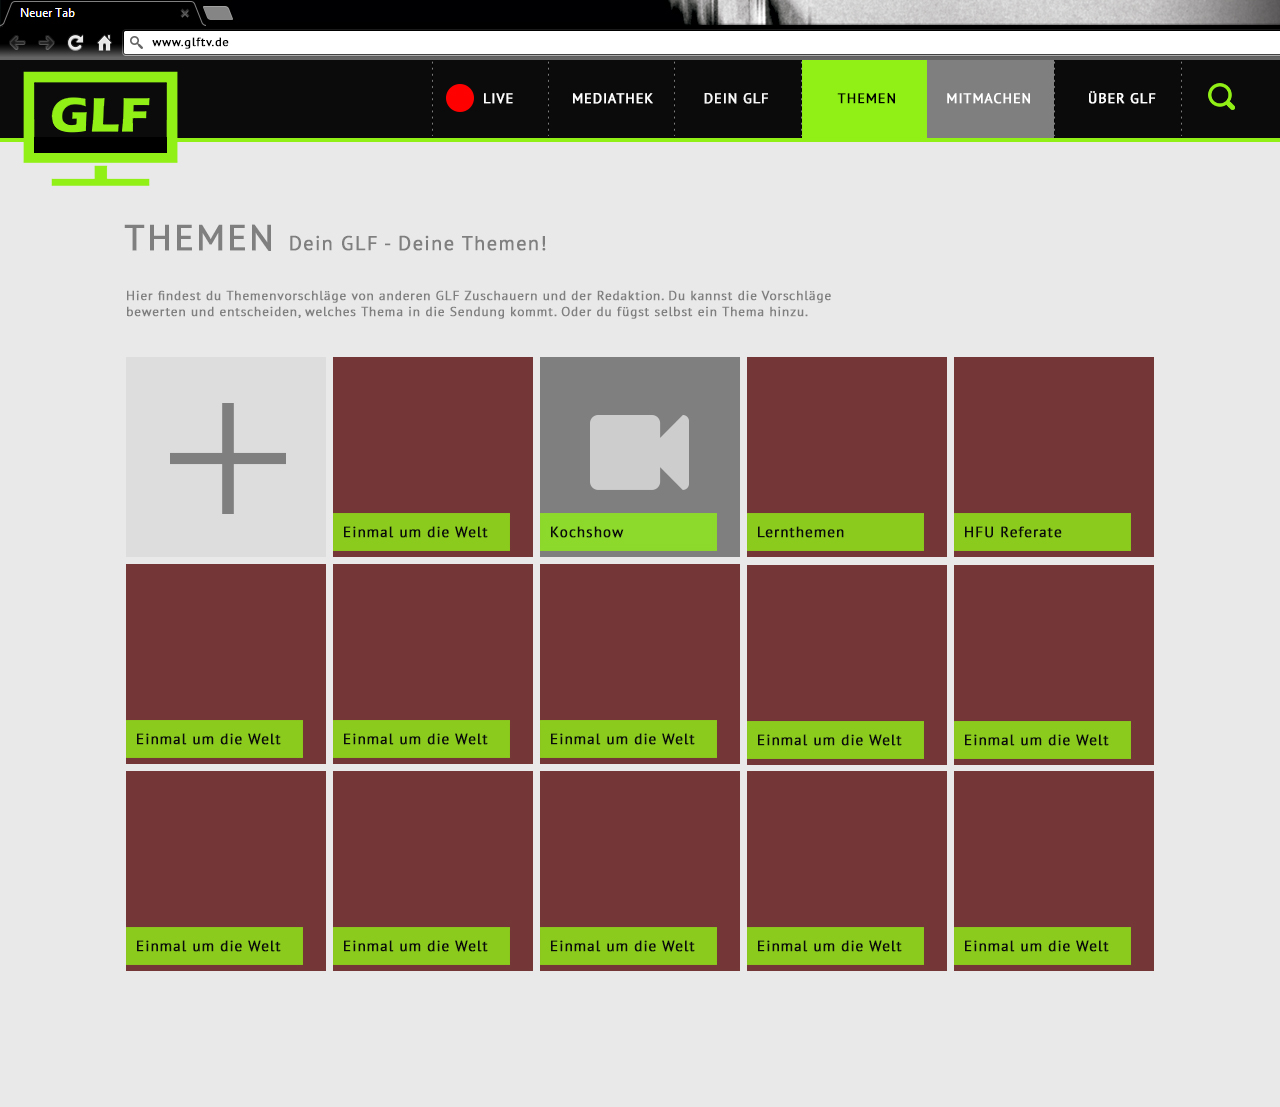 Neuer Tab
www.glftv.de
GLF
LIVE
MEDIATHEK
DEIN GLF
THEMEN
MITMACHEN
ÜBER GLF
THEMEN Dein GLF - Deine Themen!
Hier findest du Themenvorschläge von anderen GLF Zuschauern und der Redaktion. Du kannst die Vorschläge
bewerten und entscheiden, welches Thema in die Sendung kommt. Oder du fügst selbst ein Thema hinzu.
Einmal um die Welt
Kochshow
Lernthemen
HFU Referate
Einmal um die Welt
Einmal um die Welt
Einmal um die Welt
Einmal um die Welt
Einmal um die Welt
Einmal um die Welt
Einmal um die Welt
Einmal um die Welt
Einmal um die Welt
Einmal um die Welt